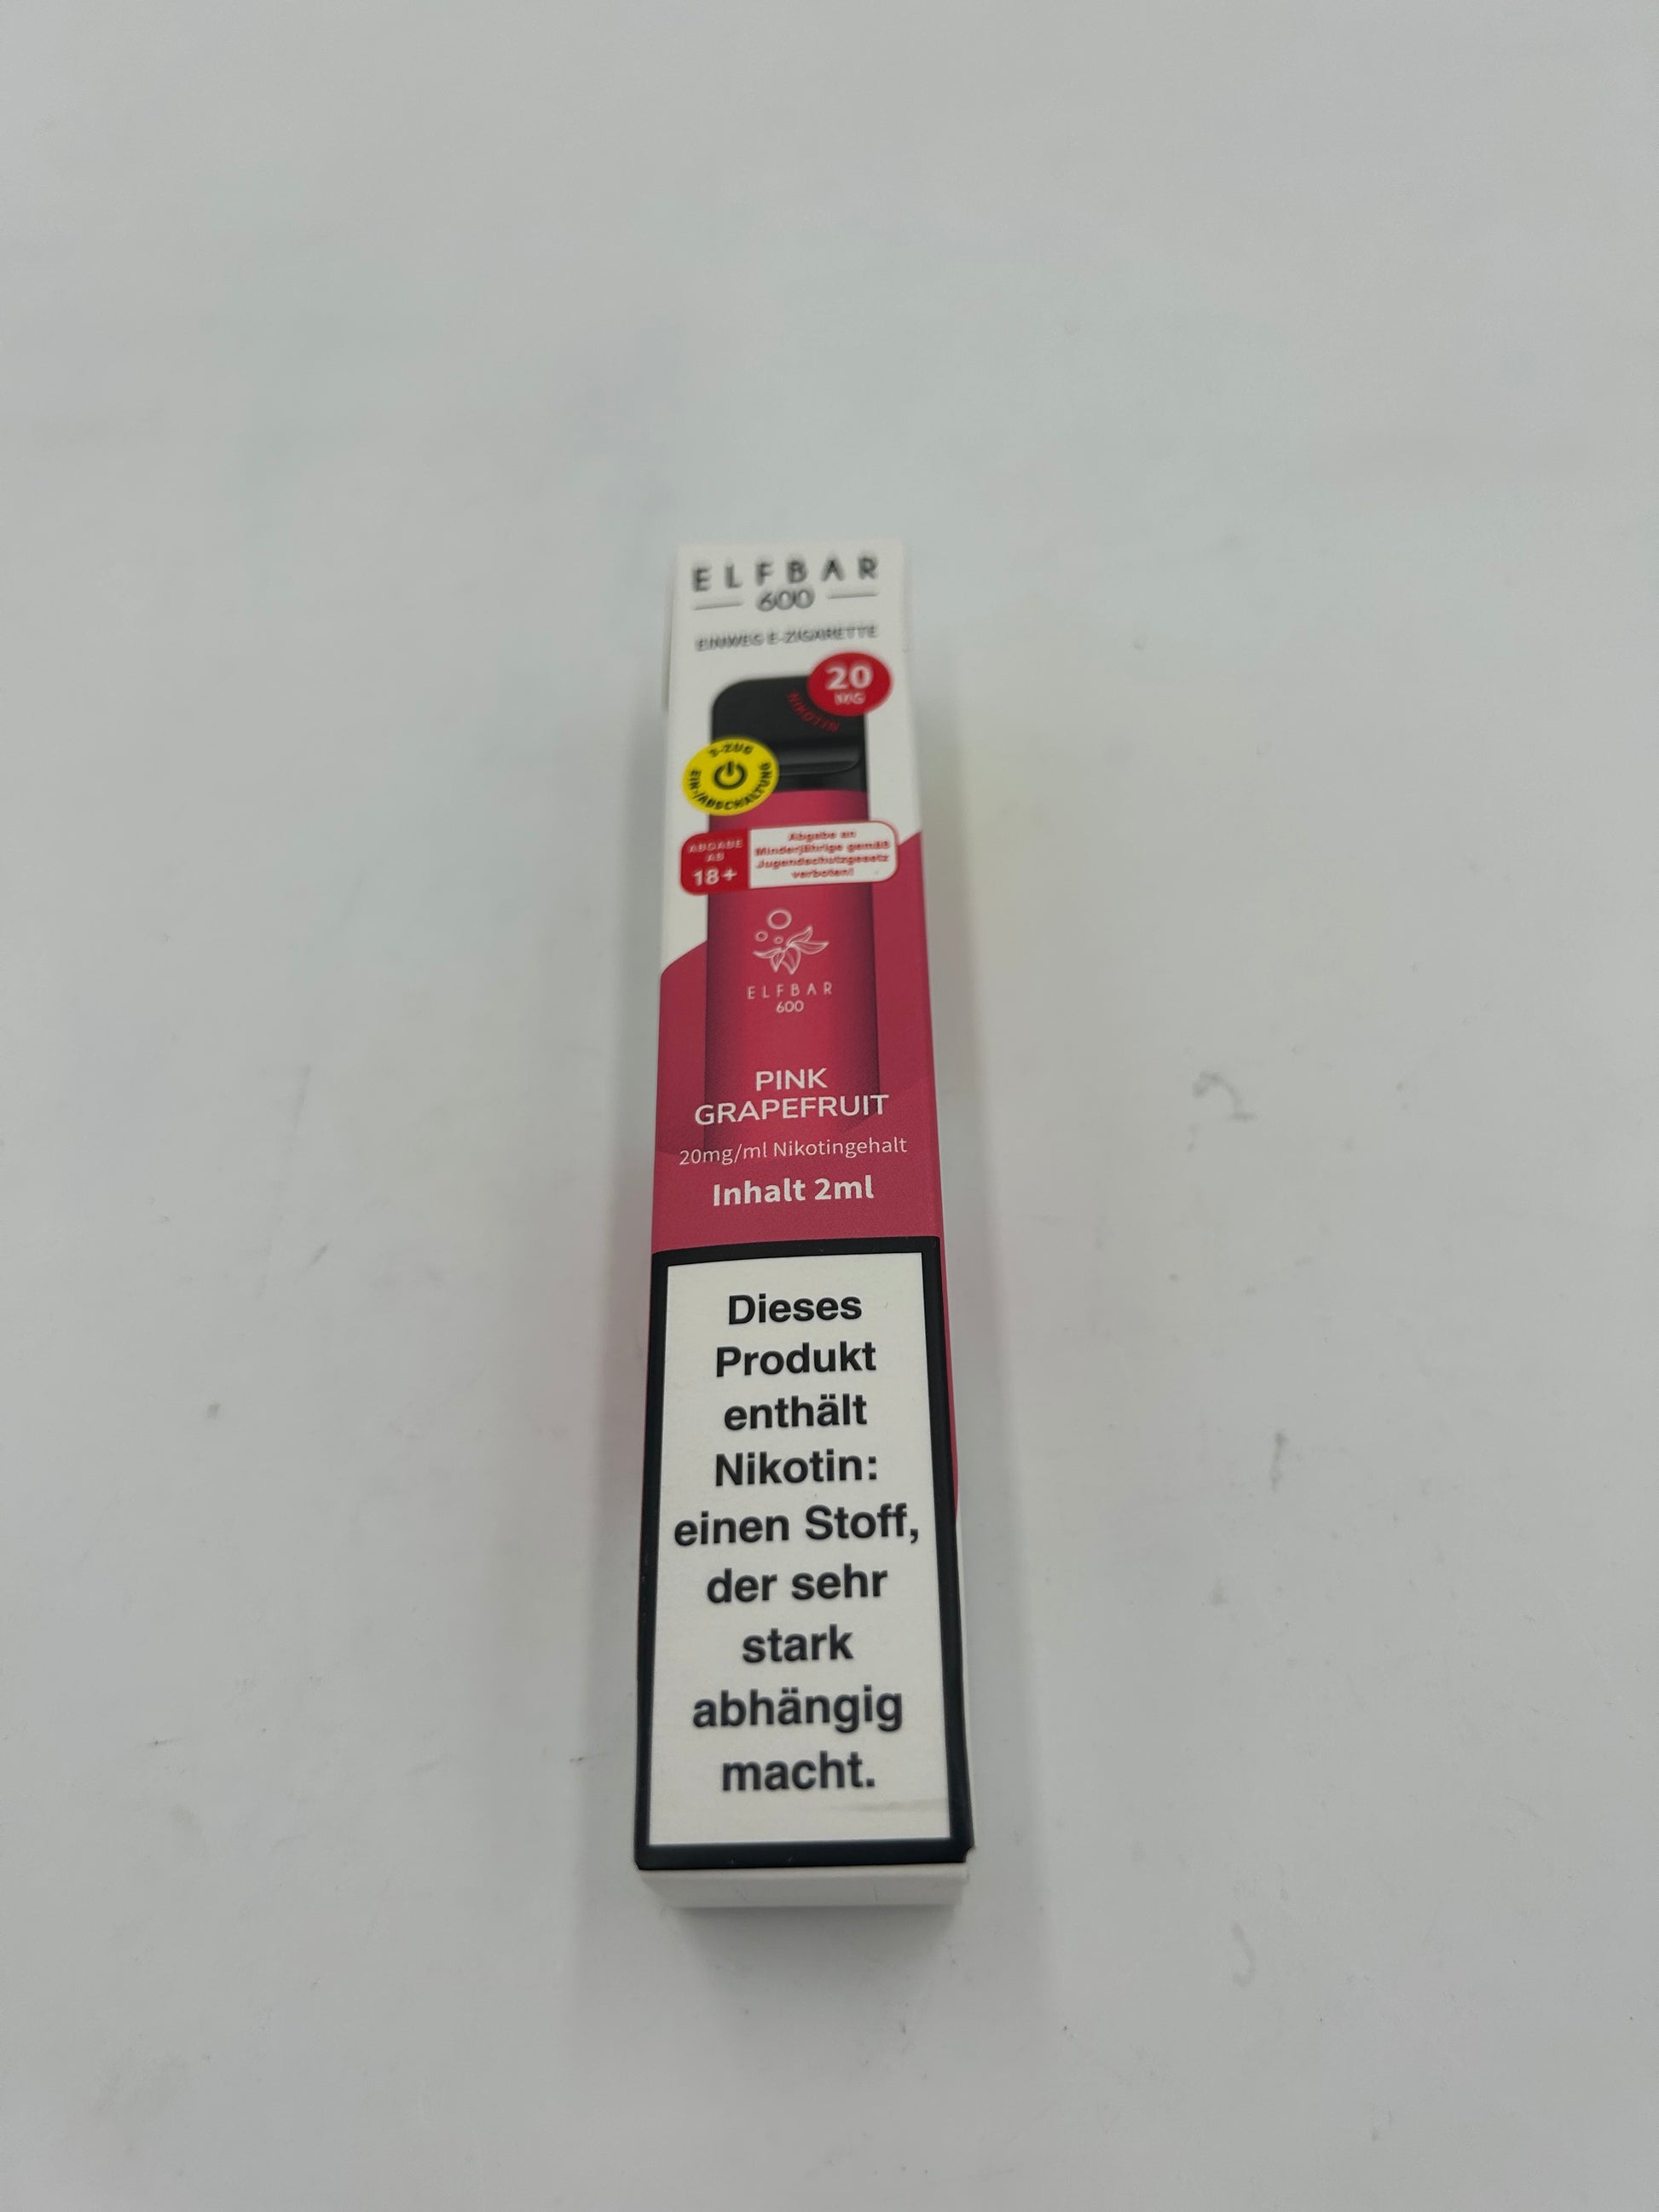 ELFBAR
600
EINWEG E-ZIGARETTE
20
MG
NIKOTIN
3-ZUG
EIN-/ABSCHALTUNG
ABGABE
AB
18+
Abgabe an
Minderjährige gemäß
Jugendschutzgesetz
verboten!
ELFBAR
600
PINK
GRAPEFRUIT
20mg/ml Nikotingehalt
Inhalt 2ml
Dieses
Produkt
enthält
Nikotin:
einen Stoff,
der sehr
stark
abhängig
macht.